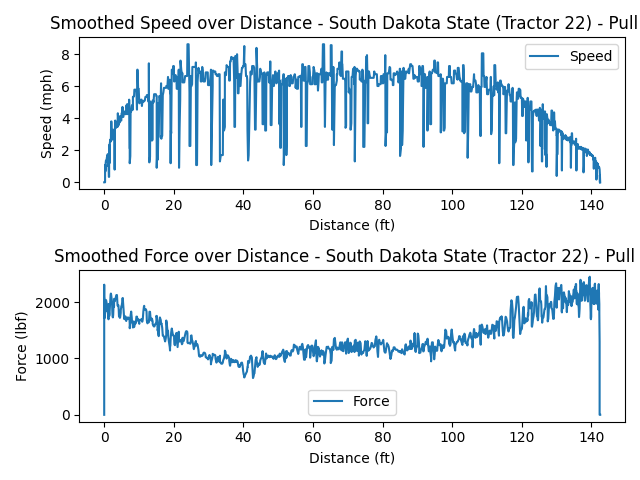 Smoothed Speed over Distance - South Dakota State (Tractor 22) - Pull
8
6
4
2
0
Speed (mph)
Speed
0 20 40 60 80 100 120 140
Distance (ft)
Smoothed Force over Distance - South Dakota State (Tractor 22) - Pull
2000
1000
0
Force (lbf)
Force
0 20 40 60 80 100 120 140
Distance (ft)